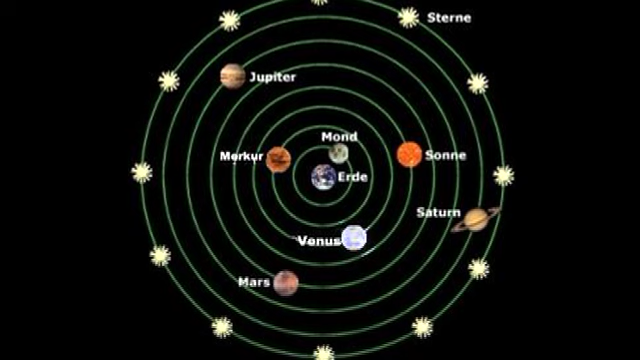 Sterne
Jupiter
Mond
Merkur
Sonne
Erde
Saturn
Venus
Mars